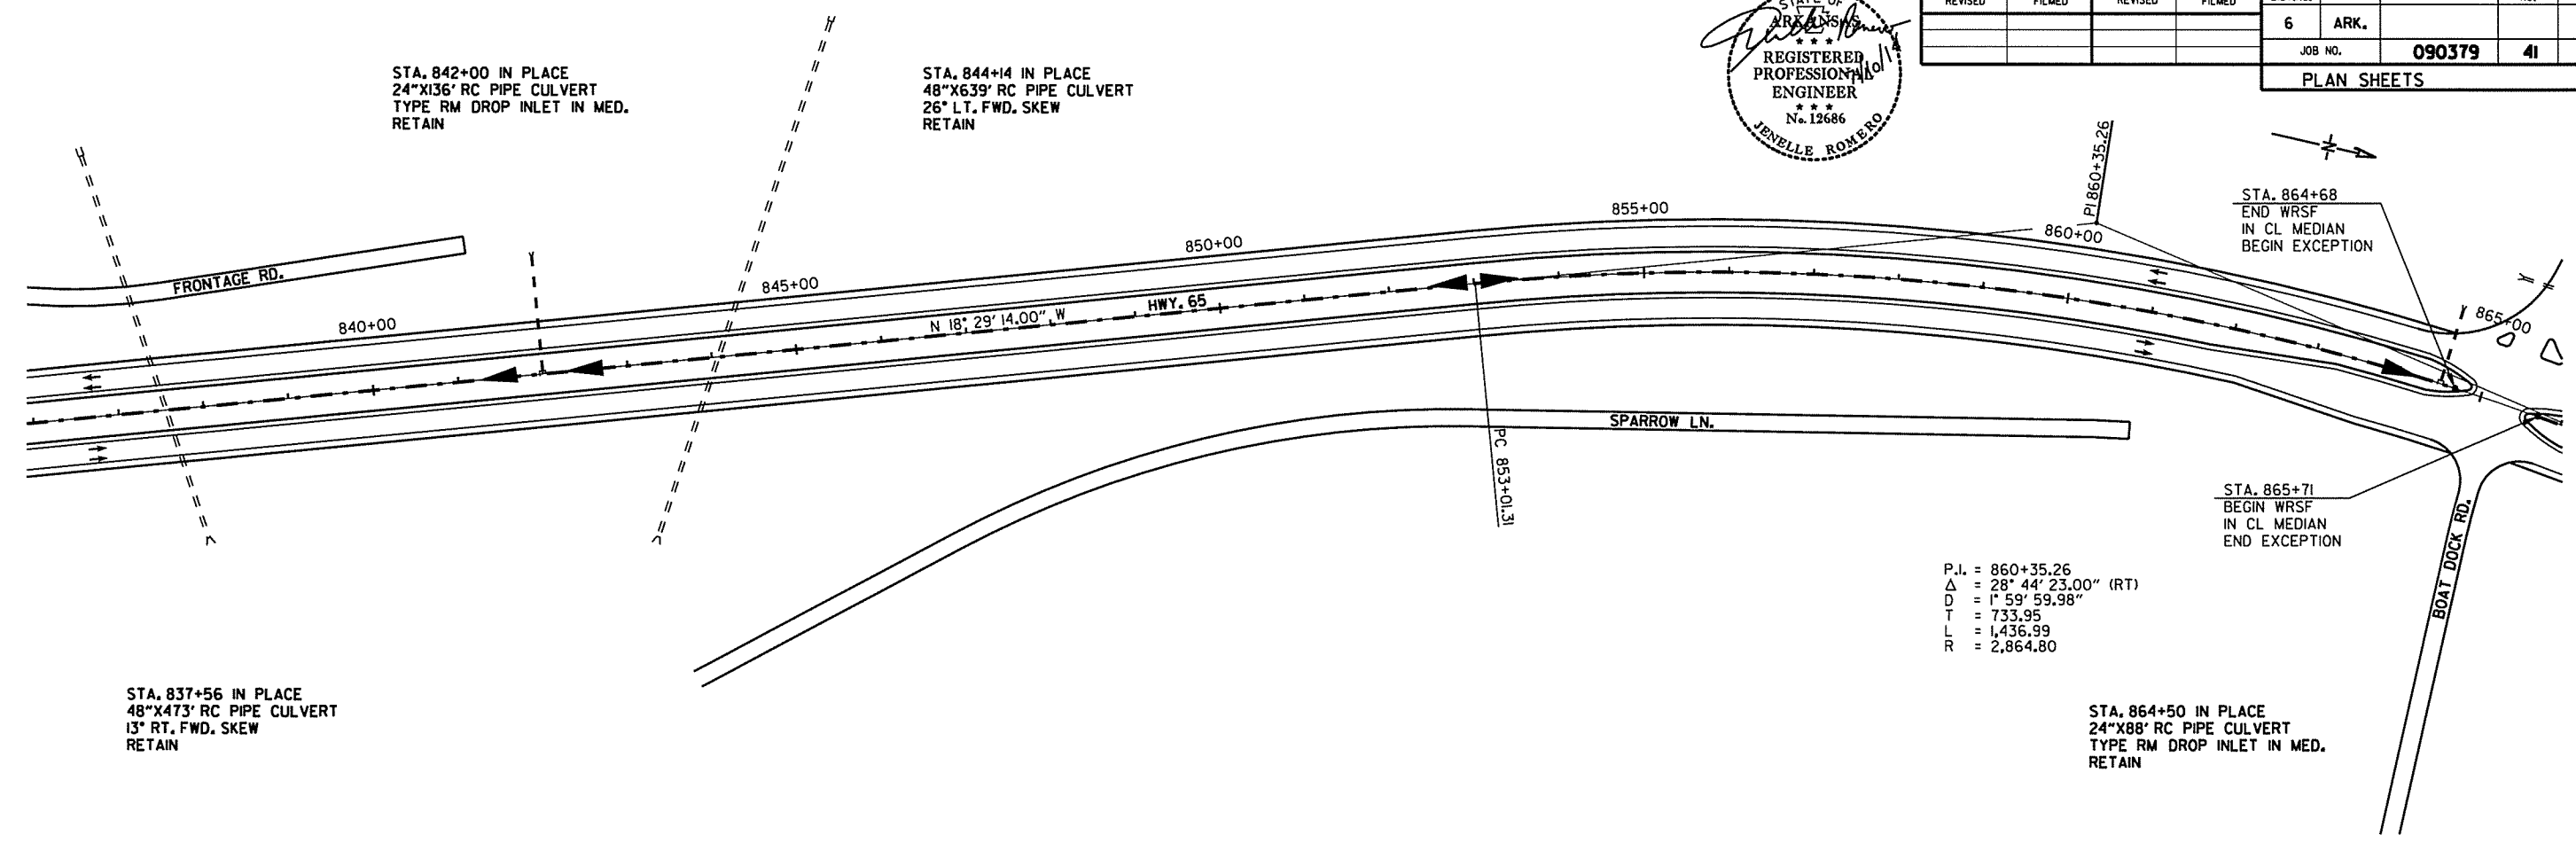 STATE OF
ARKANSAS
★ ★ ★
REGISTERED
PROFESSIONAL
ENGINEER
★ ★ ★
No. 12686
JENELLE ROMERO
REVISED FILMED REVISED FILMED
6 ARK.
JOB NO. 090379 41
PLAN SHEETS
STA. 842+00 IN PLACE
24"X136' RC PIPE CULVERT
TYPE RM DROP INLET IN MED.
RETAIN
STA. 844+14 IN PLACE
48"X639' RC PIPE CULVERT
26° LT. FWD. SKEW
RETAIN
N
PI 860+35.26
STA. 864+68
END WRSF
IN CL MEDIAN
BEGIN EXCEPTION
FRONTAGE RD.
840+00
845+00
850+00
855+00
860+00
865+00
HWY. 65
N 18° 29' 14.00" W
PC 853+01.31
SPARROW LN.
STA. 865+71
BEGIN WRSF
IN CL MEDIAN
END EXCEPTION
BOAT DOCK RD.
P.I. = 860+35.26
Δ = 28° 44' 23.00" (RT)
D = 1° 59' 59.98"
T = 733.95
L = 1,436.99
R = 2,864.80
STA. 837+56 IN PLACE
48"X473' RC PIPE CULVERT
13° RT. FWD. SKEW
RETAIN
STA. 864+50 IN PLACE
24"X88' RC PIPE CULVERT
TYPE RM DROP INLET IN MED.
RETAIN